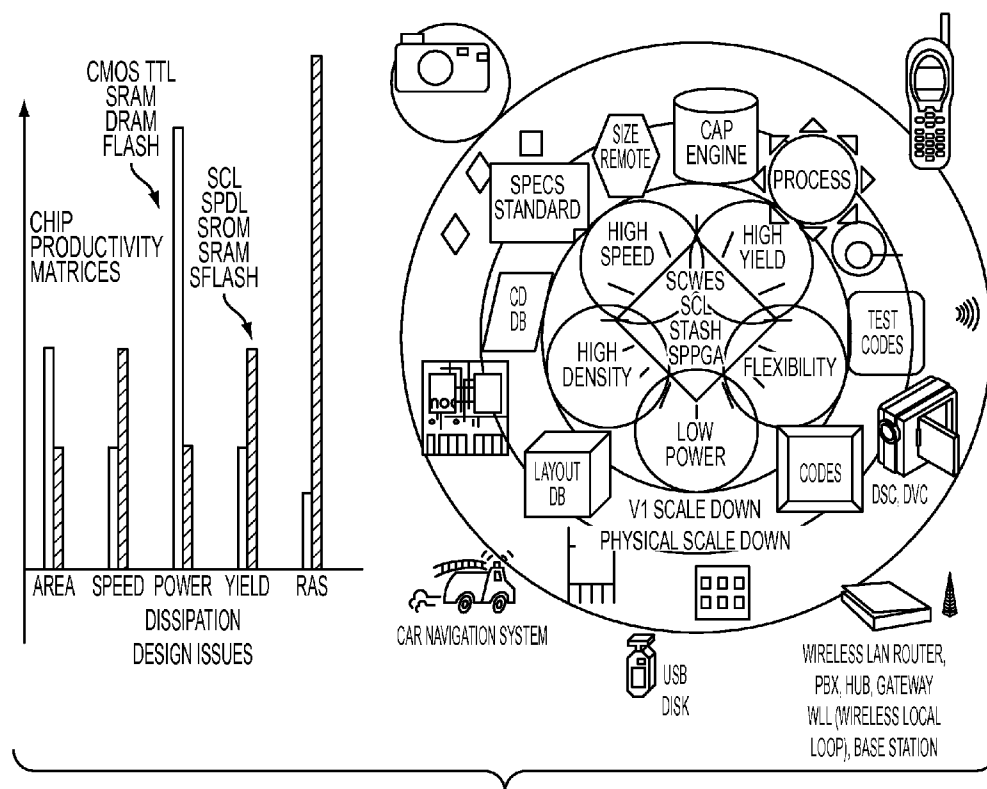 CMOS TTL
SRAM
DRAM
FLASH
SCL
SPDL
SROM
SRAM
SFLASH
CHIP
PRODUCTIVITY
MATRICES
AREA SPEED POWER YIELD RAS
DISSIPATION
DESIGN ISSUES
SIZE
REMOTE
CAP
ENGINE
PROCESS
SPECS
STANDARD
HIGH
SPEED
HIGH
YIELD
CD
DB
SCWES
SCL
STASH
SPPGA
TEST
CODES
HIGH
DENSITY
FLEXIBILITY
LOW
POWER
LAYOUT
DB
CODES
DSC, DVC
V1 SCALE DOWN
PHYSICAL SCALE DOWN
CAR NAVIGATION SYSTEM
USB
DISK
WIRELESS LAN ROUTER,
PBX, HUB, GATEWAY
WLL (WIRELESS LOCAL
LOOP), BASE STATION